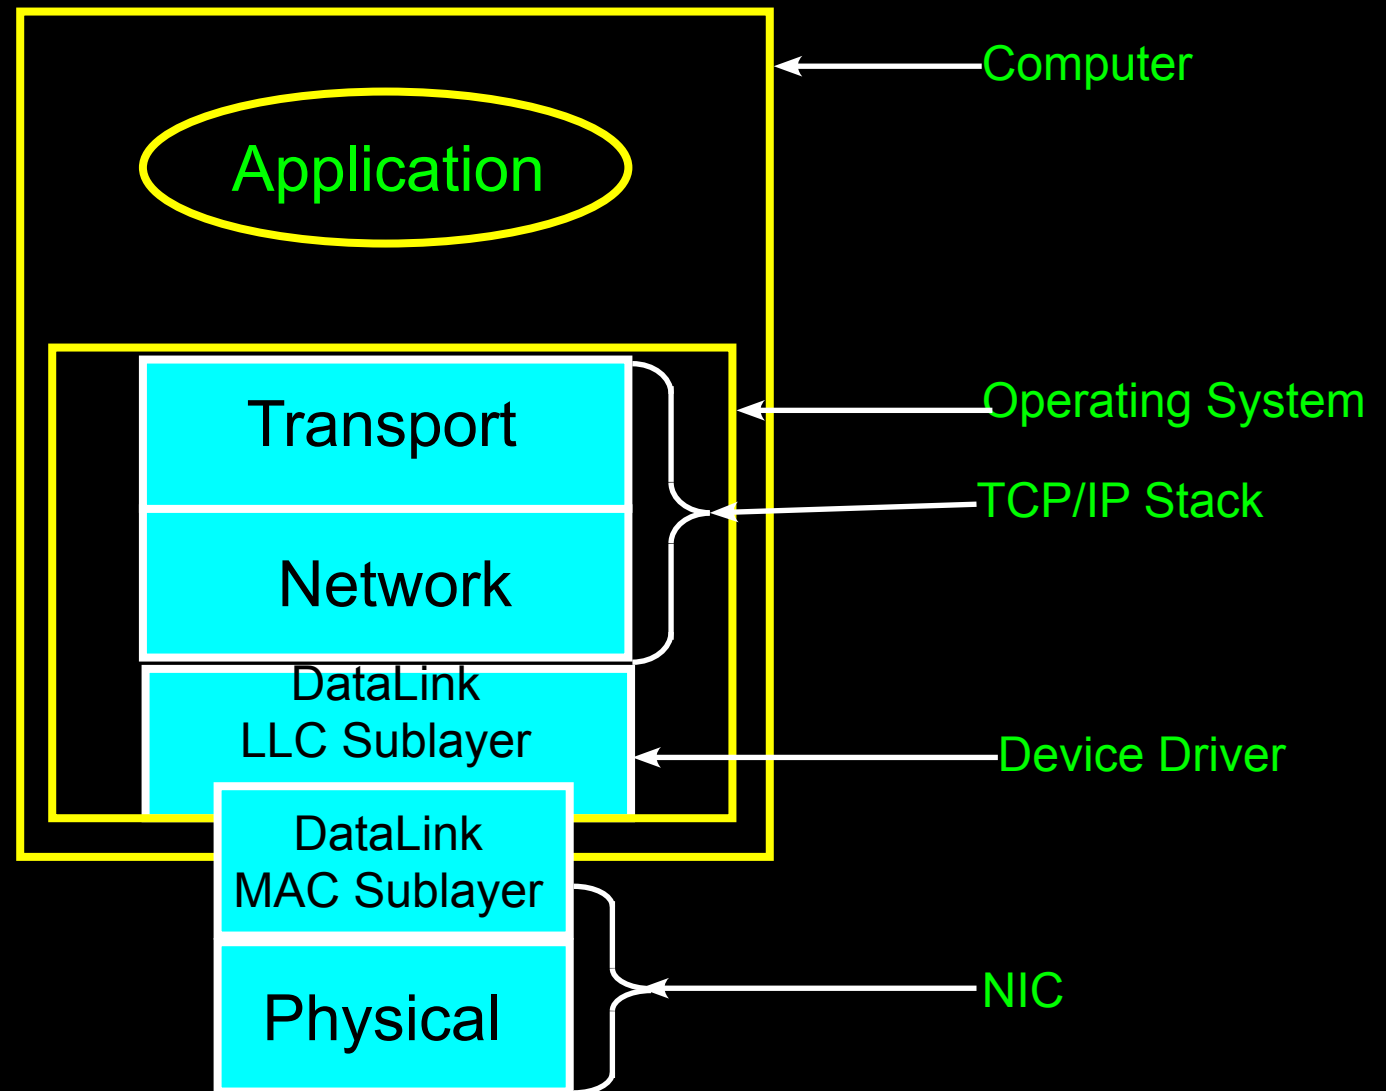 Computer
Application
Transport
Operating System
TCP/IP Stack
Network
DataLink
LLC Sublayer
Device Driver
DataLink
MAC Sublayer
NIC
Physical